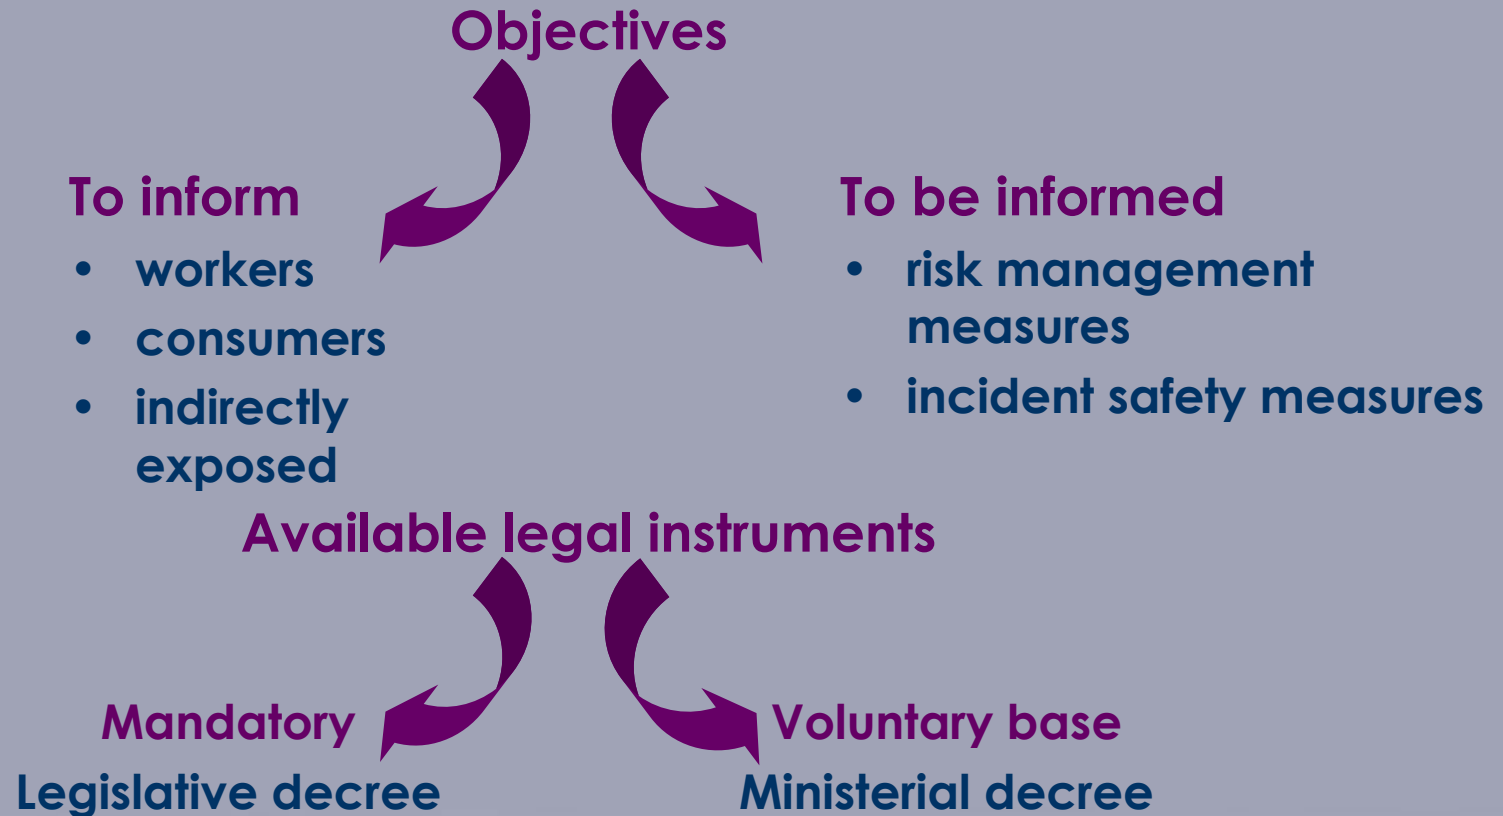 Objectives
To inform
• workers
• consumers
• indirectly
exposed
To be informed
• risk management
measures
• incident safety measures
Available legal instruments
Mandatory
Legislative decree
Voluntary base
Ministerial decree